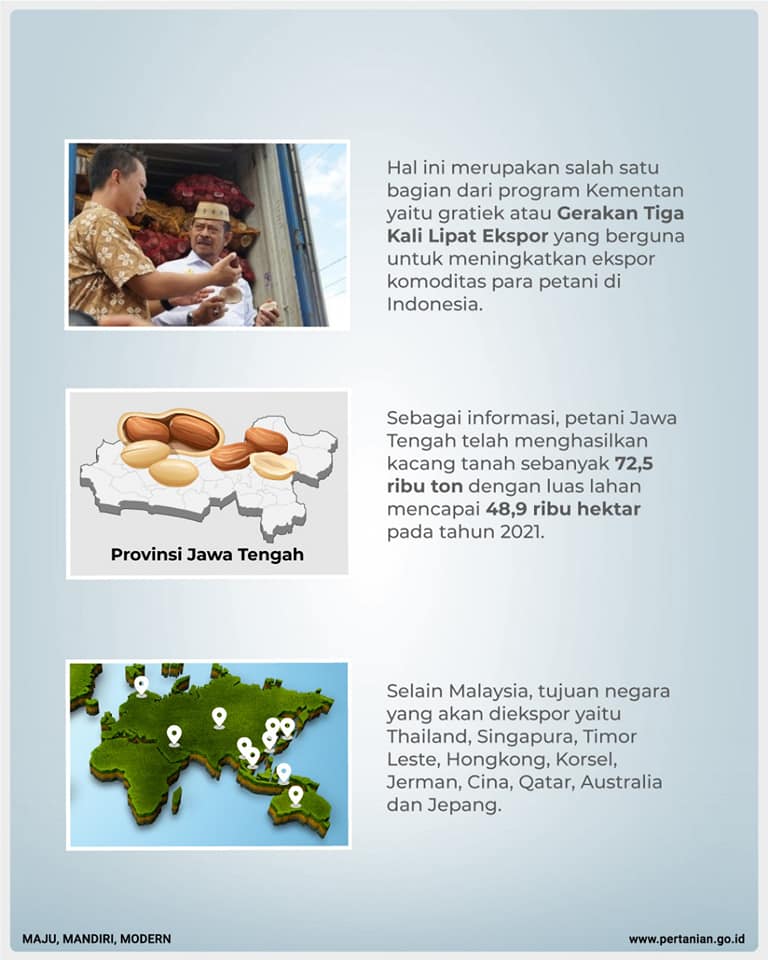 Hal ini merupakan salah satu
bagian dari program Kementan
yaitu gratiek atau Gerakan Tiga
Kali Lipat Ekspor yang berguna
untuk meningkatkan ekspor
komoditas para petani di
Indonesia.
Provinsi Jawa Tengah
Sebagai informasi, petani Jawa
Tengah telah menghasilkan
kacang tanah sebanyak 72,5
ribu ton dengan luas lahan
mencapai 48,9 ribu hektar
pada tahun 2021.
Selain Malaysia, tujuan negara
yang akan diekspor yaitu
Thailand, Singapura, Timor
Leste, Hongkong, Korsel,
Jerman, Cina, Qatar, Australia
dan Jepang.
MAJU, MANDIRI, MODERN
www.pertanian.go.id